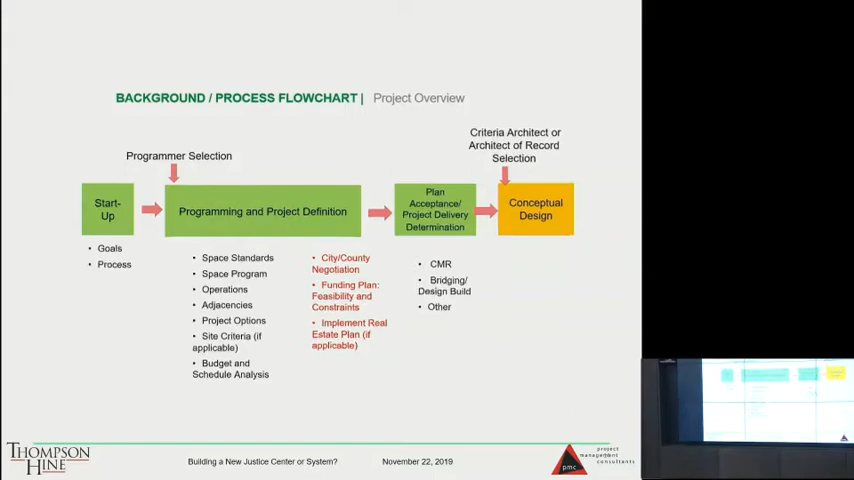 BACKGROUND / PROCESS FLOWCHART | Project Overview
Criteria Architect or
Architect of Record
Selection
Programmer Selection
Start-
Up
Programming and Project Definition
Plan
Acceptance/
Project Delivery
Determination
Conceptual
Design
• Goals
• Process
• Space Standards
• Space Program
• Operations
• Adjacencies
• Project Options
• Site Criteria (if
applicable)
• Budget and
Schedule Analysis
• City/County
Negotiation
• Funding Plan:
Feasibility and
Constraints
• Implement Real
Estate Plan (if
applicable)
• CMR
• Bridging/
Design Build
• Other
THOMPSON
HINE
Building a New Justice Center or System?
November 22, 2019
pmc
project
management
consultants